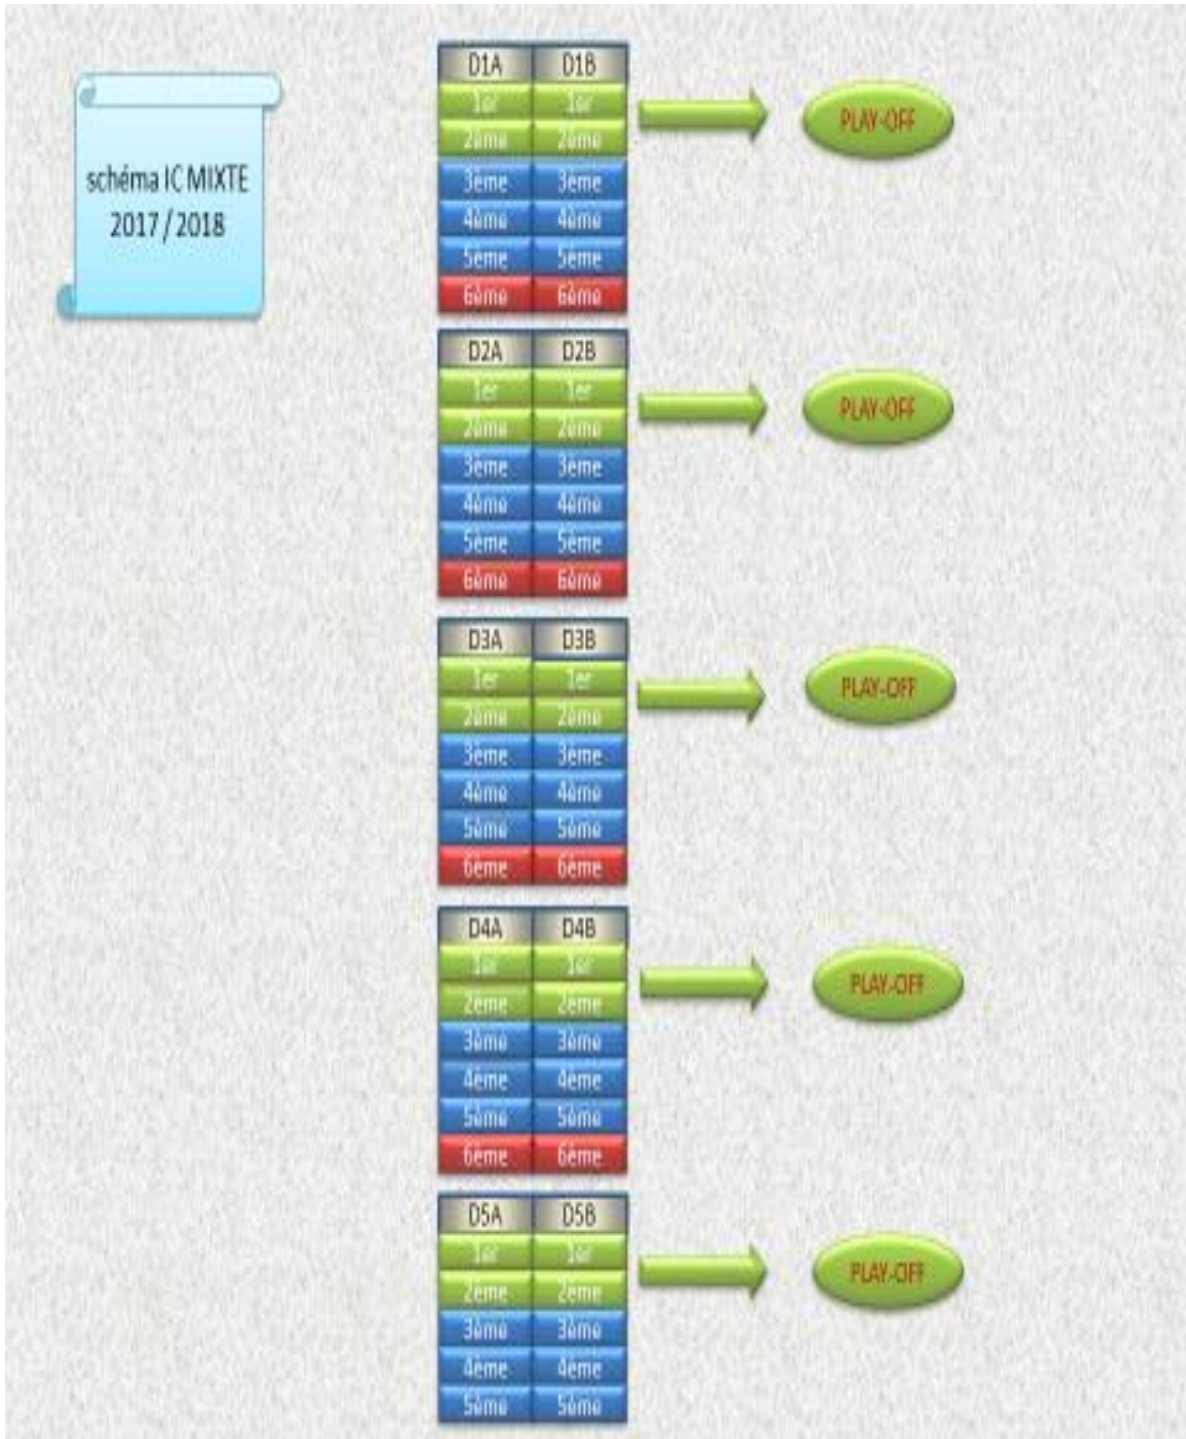 schéma IC MIXTE
2017 / 2018
D1A D1B
1er 1er
2ème 2ème
3ème 3ème
4ème 4ème
5ème 5ème
6ème 6ème
PLAY-OFF
D2A D2B
1er 1er
2ème 2ème
3ème 3ème
4ème 4ème
5ème 5ème
6ème 6ème
PLAY-OFF
D3A D3B
1er 1er
2ème 2ème
3ème 3ème
4ème 4ème
5ème 5ème
6ème 6ème
PLAY-OFF
D4A D4B
1er 1er
2ème 2ème
3ème 3ème
4ème 4ème
5ème 5ème
6ème 6ème
PLAY-OFF
D5A D5B
1er 1er
2ème 2ème
3ème 3ème
4ème 4ème
5ème 5ème
PLAY-OFF